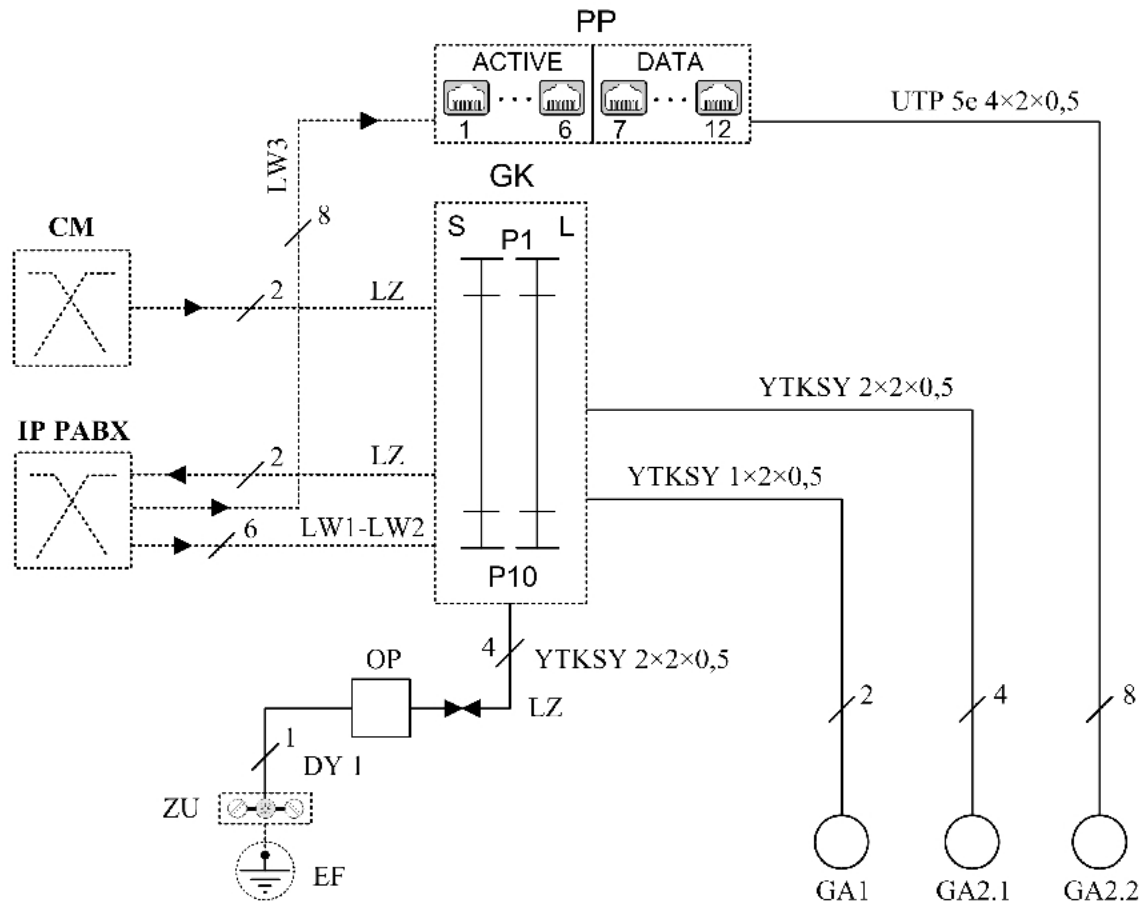 PP
ACTIVE DATA
1 6 7 12
UTP 5e 4×2×0,5
LW3
GK
8
S L
P1
CM
2 LZ
YTKSY 2×2×0,5
IP PABX
2 LZ
YTKSY 1×2×0,5
6 LW1-LW2
P10
4 YTKSY 2×2×0,5
OP
LZ
2 4 8
1
DY 1
ZU
EF
GA1 GA2.1 GA2.2